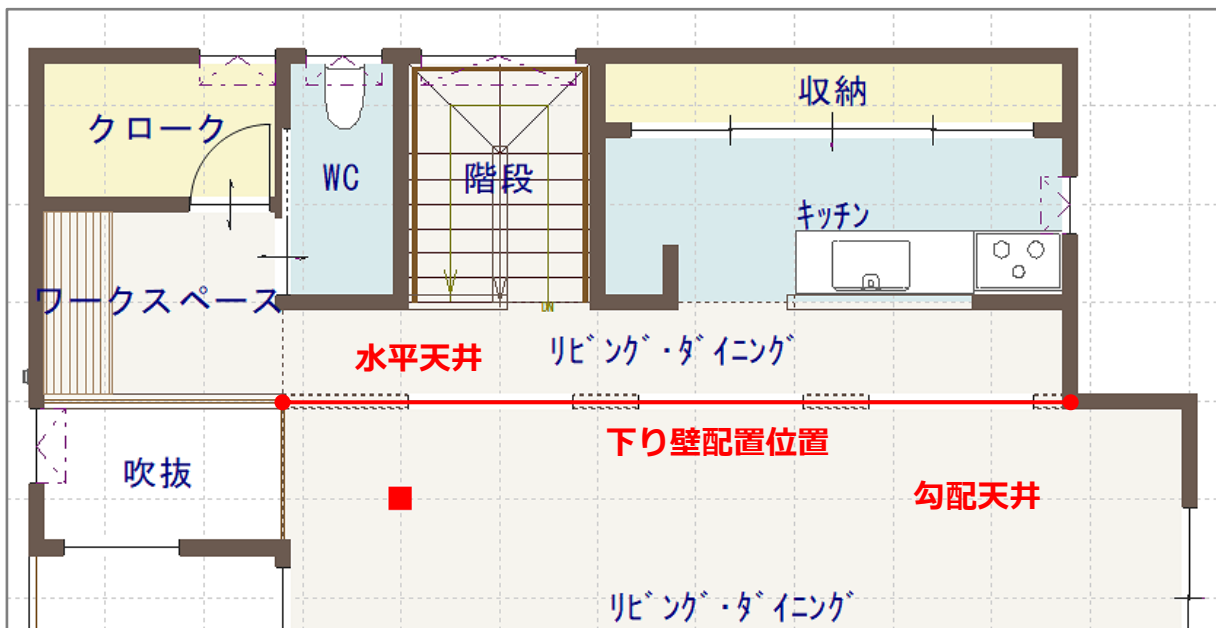 収納
クローク
WC
階段
キッチン
ワークスペース
DN
水平天井
リビング・ダイニング
下り壁配置位置
吹抜
勾配天井
リビング・ダイニング